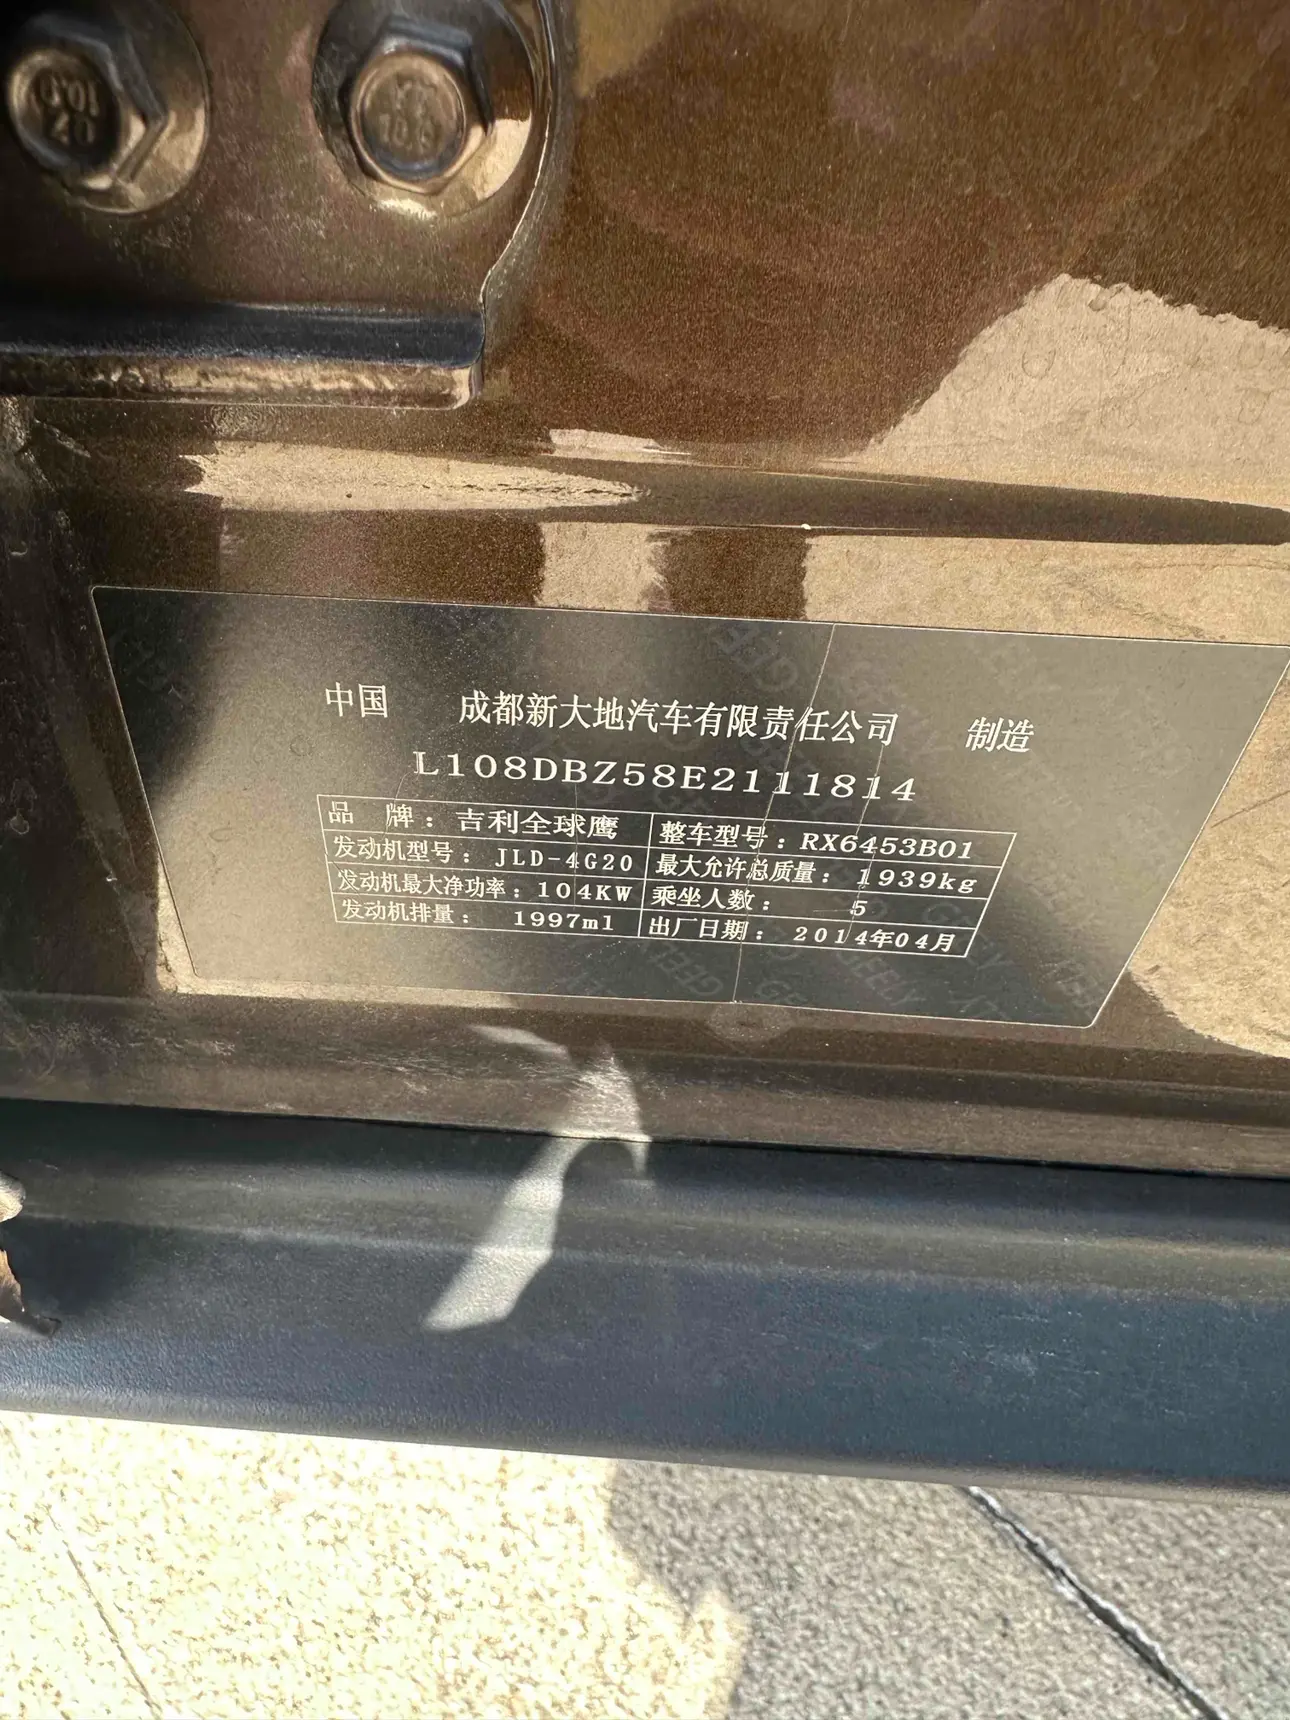 中国 成都新大地汽车有限责任公司 制造
L108DBZ58E2111814
品 牌：吉利全球鹰 整车型号：RX6453B01
发动机型号：JLD-4G20 最大允许总质量：1939kg
发动机最大净功率：104KW 乘坐人数：5
发动机排量：1997ml 出厂日期：2014年04月
GEELY